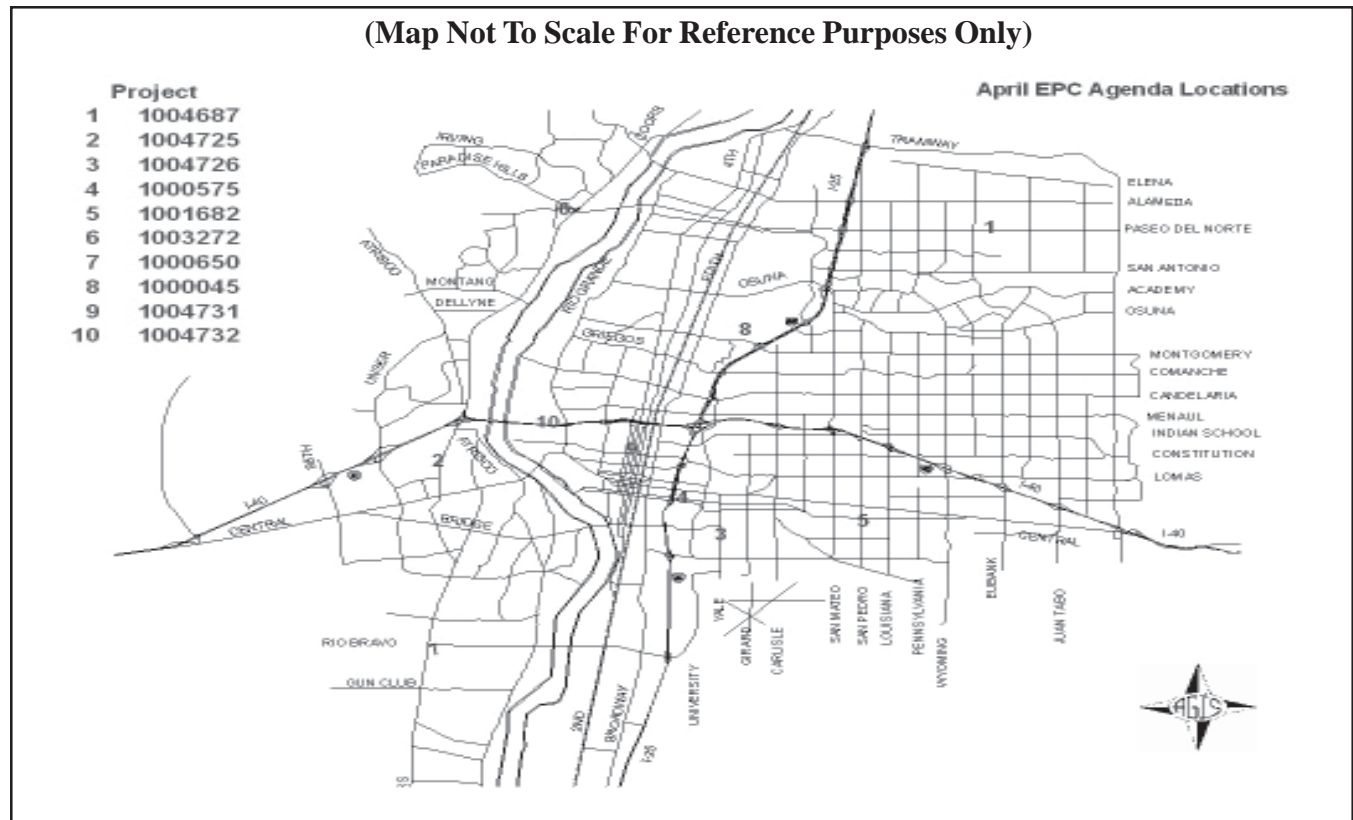 (Map Not To Scale For Reference Purposes Only)
Project
1 1004687
2 1004725
3 1004726
4 1000575
5 1001682
6 1003272
7 1000650
8 1000045
9 1004731
10 1004732
April EPC Agenda Locations
IRVING
PARADISE HILLS
COORS
4TH
I-25
TRAMWAY
ELENA
ALAMEDA
1
PASEO DEL NORTE
6
ATRISCO
MONTANO
DELLYNE
RIO GRANDE
EDITH
OSUNA
SAN ANTONIO
ACADEMY
OSUNA
8
GRIEGOS
MONTGOMERY
COMANCHE
UNSER
CANDELARIA
MENAUL
10
INDIAN SCHOOL
CONSTITUTION
LOMAS
98TH
2
ATRISCO
9
I-40
4
I-40
CENTRAL
BRIDGE
3
5
CENTRAL
I-40
YALE
GIRARD
CARLISLE
SAN MATEO
SAN PEDRO
LOUISIANA
PENNSYLVANIA
WYOMING
EUBANK
JUAN TABO
RIO BRAVO
7
GUN CLUB
UNIVERSITY
2ND
BROADWAY
I-25
AGIS